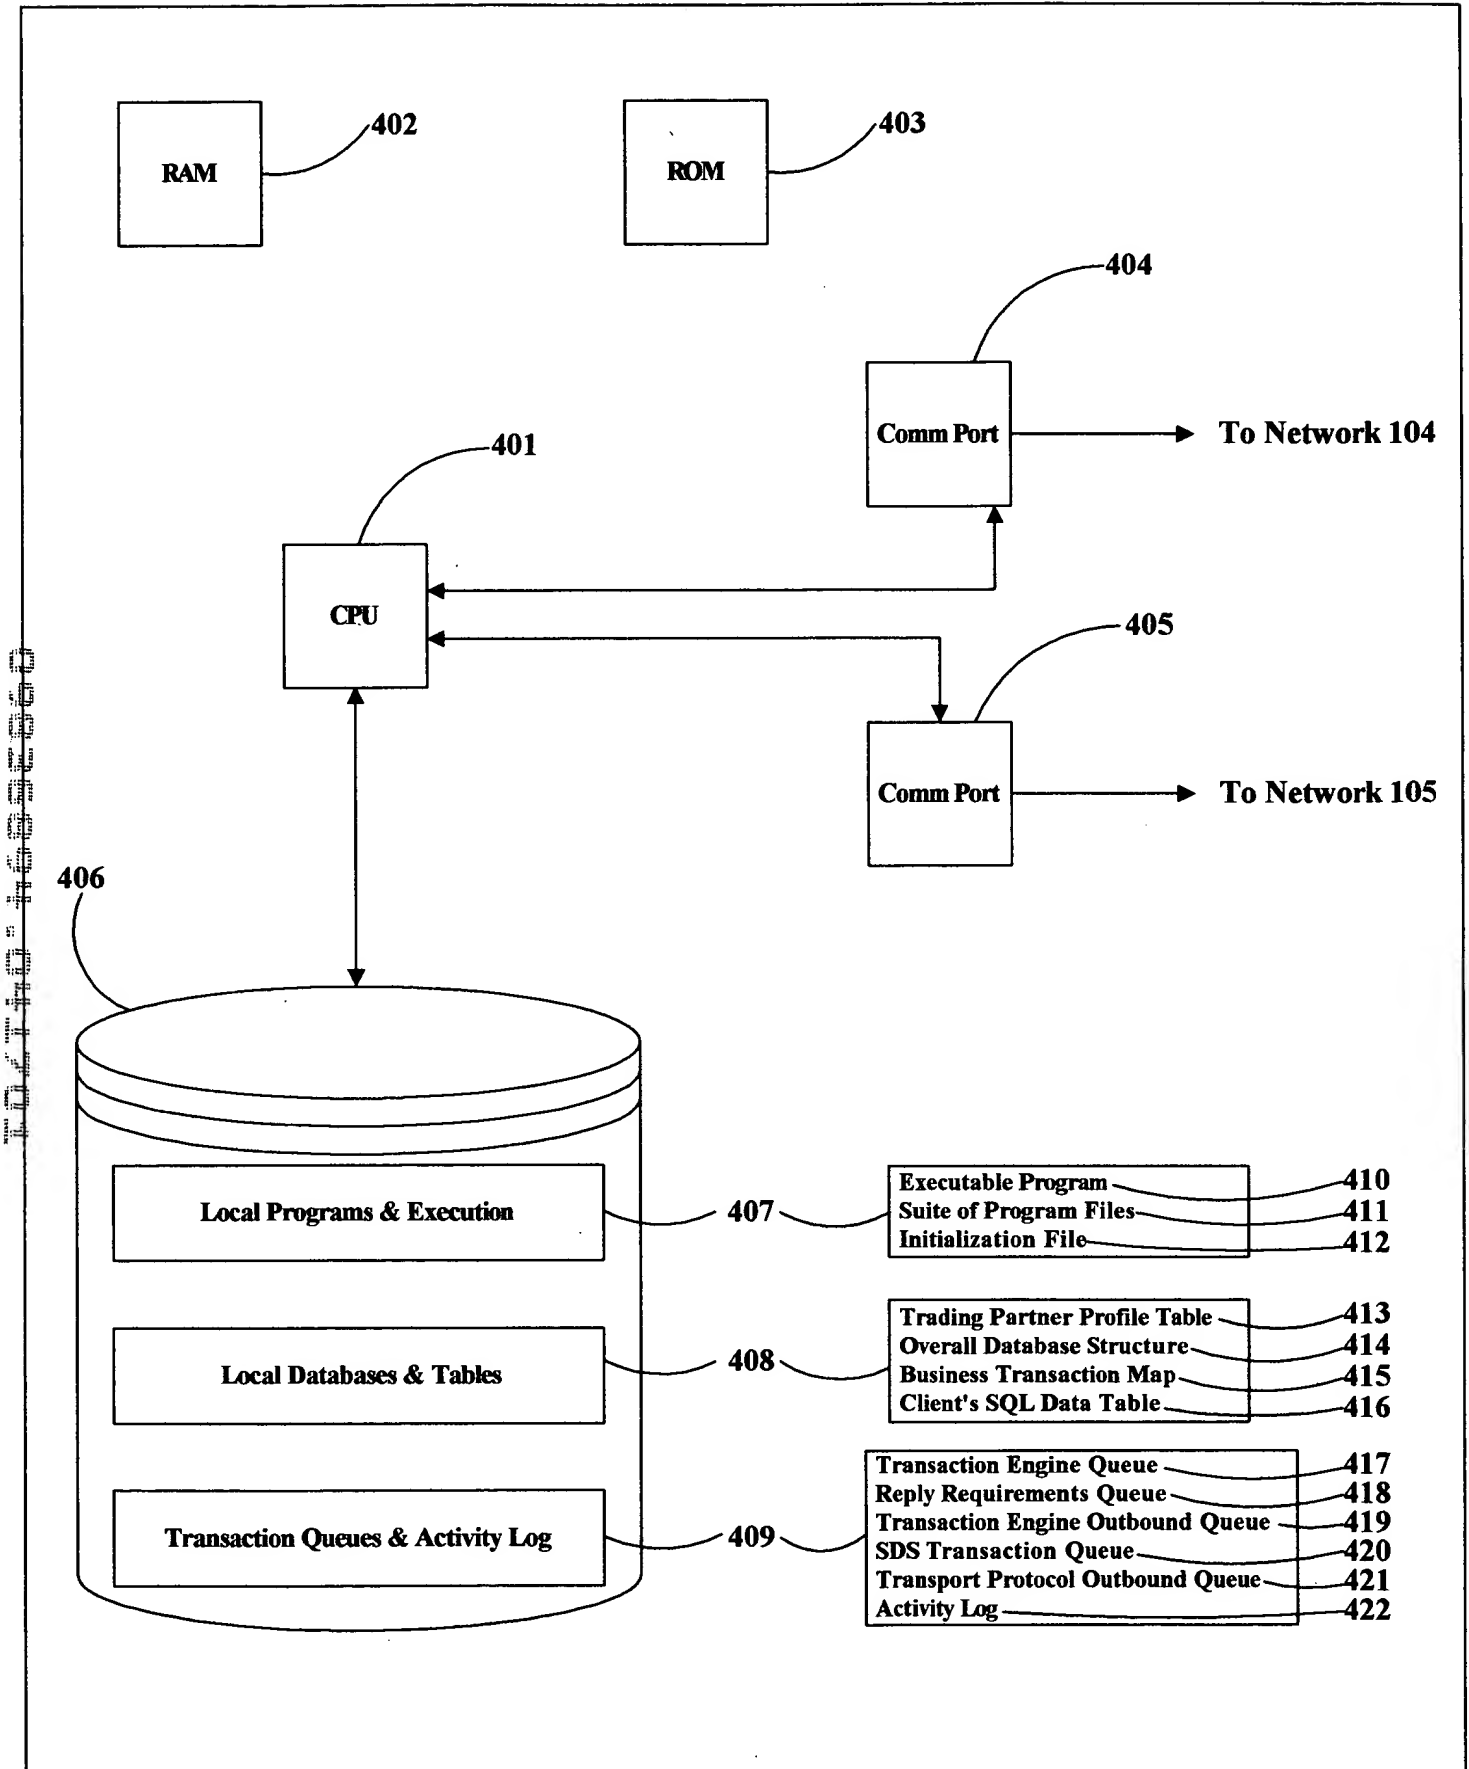 402
403
RAM
ROM
404
Comm Port
To Network 104
401
CPU
405
Comm Port
To Network 105
406
Local Programs & Execution
407
Executable Program
410
Suite of Program Files
411
Initialization File
412
Local Databases & Tables
408
Trading Partner Profile Table
413
Overall Database Structure
414
Business Transaction Map
415
Client's SQL Data Table
416
Transaction Queues & Activity Log
409
Transaction Engine Queue
417
Reply Requirements Queue
418
Transaction Engine Outbound Queue
419
SDS Transaction Queue
420
Transport Protocol Outbound Queue
421
Activity Log
422